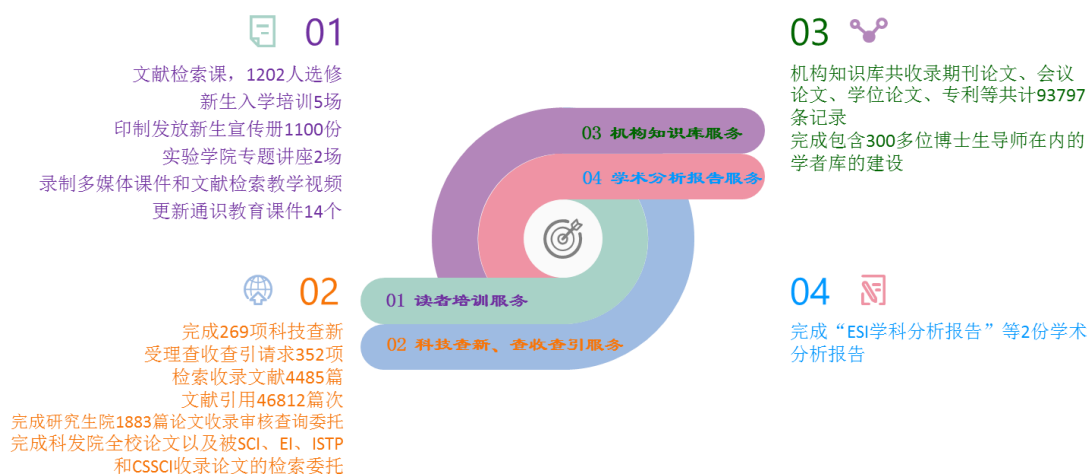 01
文献检索课，1202人选修
新生入学培训5场
印制发放新生宣传册1100份
实验学院专题讲座2场
录制多媒体课件和文献检索教学视频
更新通识教育课件14个
02
完成269项科技查新
受理查收查引请求352项
检索收录文献4485篇
文献引用46812篇次
完成研究生院1883篇论文收录审核查询委托
完成科发院全校论文以及被SCI、EI、ISTP
和CSSCI收录论文的检索委托
03 机构知识库服务
04 学术分析报告服务
01 读者培训服务
02 科技查新、查收查引服务
03
机构知识库共收录期刊论文、会议
论文、学位论文、专利等共计93797
条记录
完成包含300多位博士生导师在内的
学者库的建设
04
完成“ESI学科分析报告”等2份学术
分析报告